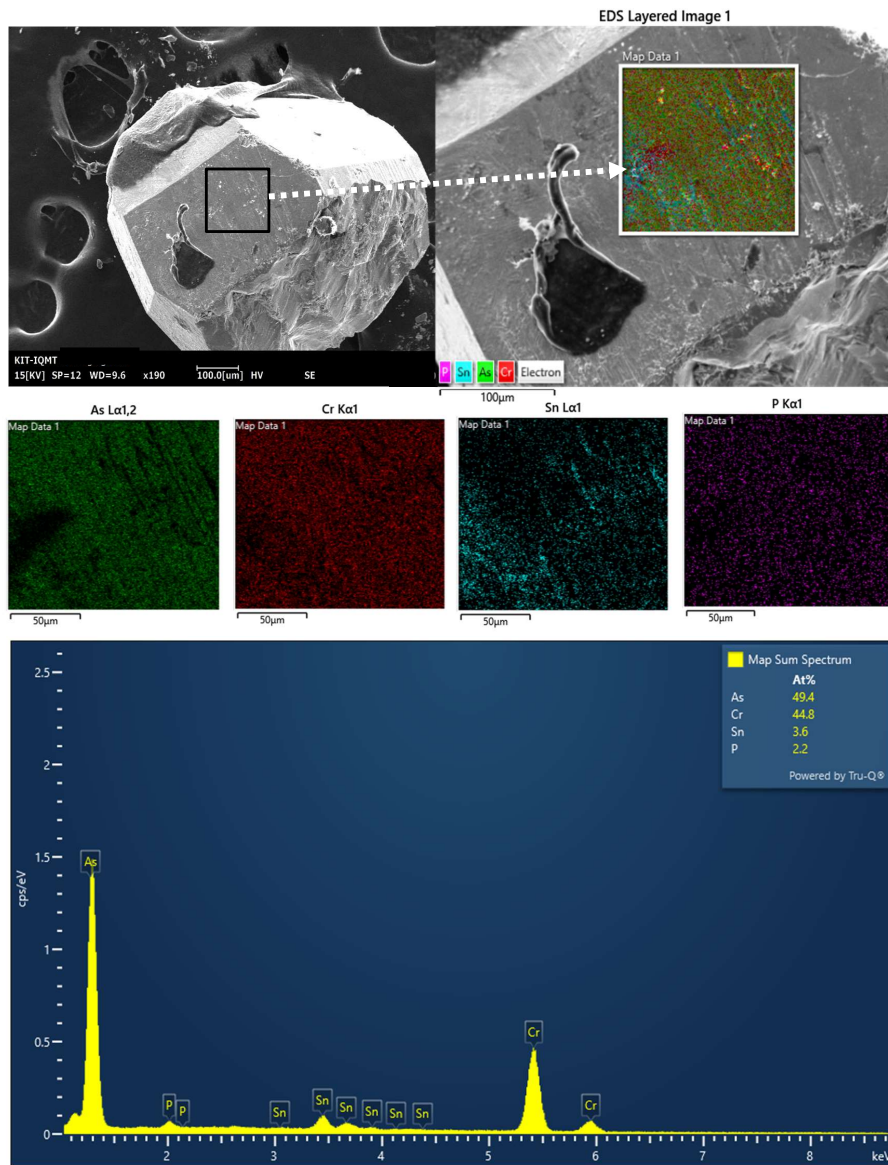 EDS Layered Image 1
Map Data 1
KIT-IQMT
15[KV] SP=12 WD=9.6 x190 100.0[um] HV SE
P Sn As Cr Electron
100μm
As Lα1,2
Cr Kα1
Sn Lα1
P Kα1
Map Data 1
Map Data 1
Map Data 1
Map Data 1
50μm
50μm
50μm
50μm
Map Sum Spectrum
At%
As 49.4
Cr 44.8
Sn 3.6
P 2.2
Powered by Tru-Q®
2.5
2
1.5
1
0.5
0
cps/eV
As
P
P
Sn
Sn
Sn
Sn
Sn
Sn
Cr
Cr
2 3 4 5 6 7 8 keV